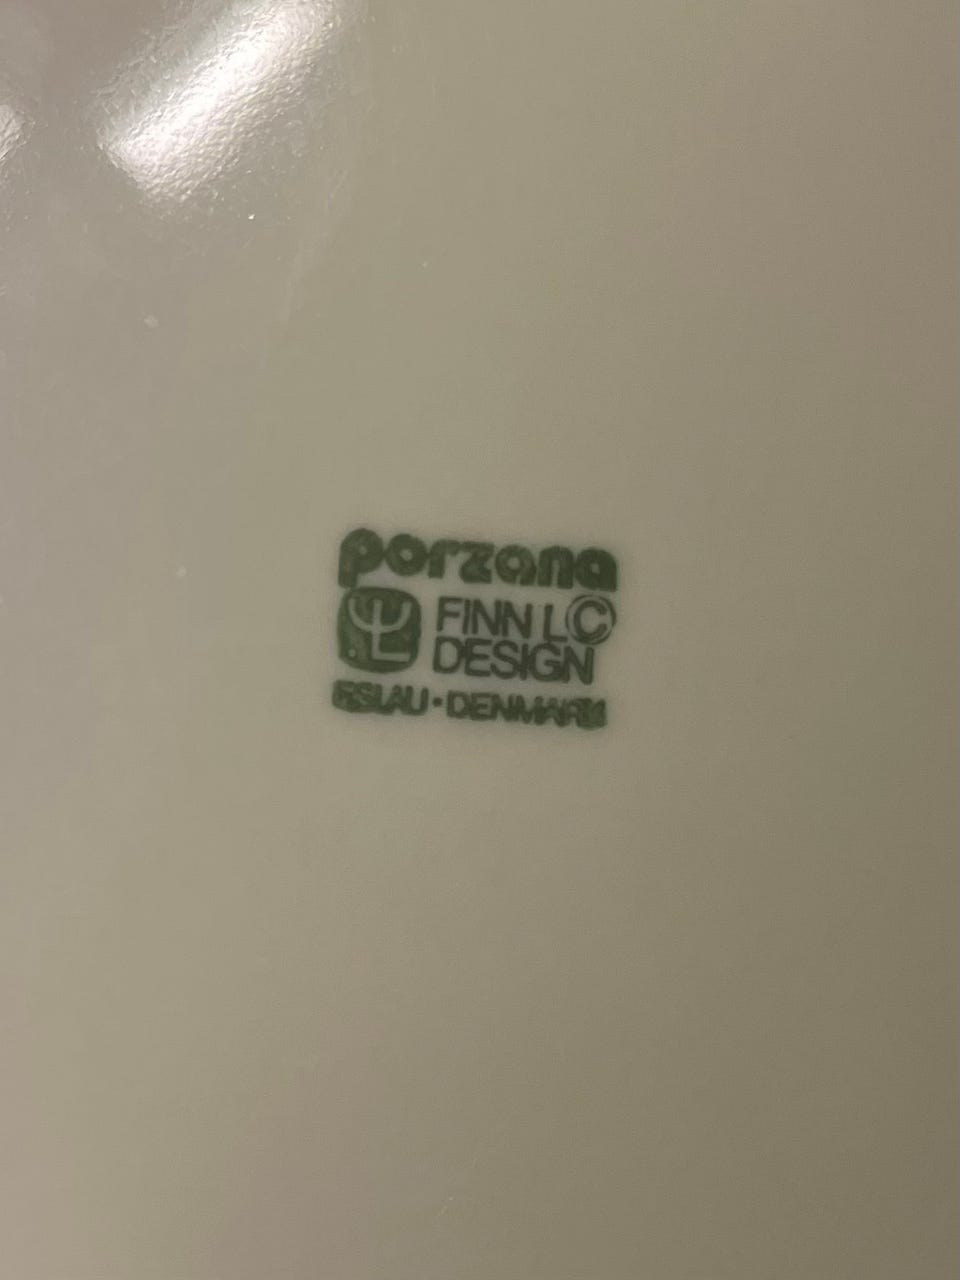 porzana
FINN L ©
DESIGN
ESLAU · DENMARK